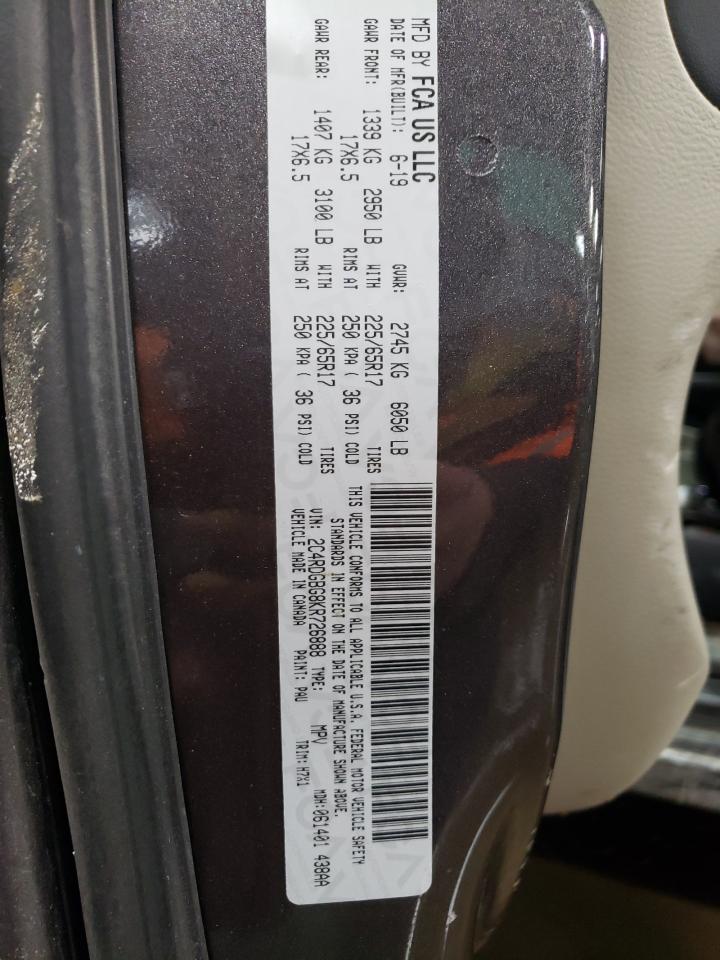 MFD BY FCA US LLC
DATE OF MFR(BUILT): 6-19 GVWR: 2745 KG 6050 LB
GAWR FRONT: 1339 KG 2950 LB WITH 225/65R17 TIRES
17X6.5 RIMS AT 250 KPA ( 36 PSI) COLD
GAWR REAR: 1407 KG 3100 LB WITH 225/65R17 TIRES
17X6.5 RIMS AT 250 KPA ( 36 PSI) COLD
THIS VEHICLE CONFORMS TO ALL APPLICABLE U.S.A. FEDERAL MOTOR VEHICLE SAFETY
STANDARDS IN EFFECT ON THE DATE OF MANUFACTURE SHOWN ABOVE.
VIN: 2C4RDGBG8KR726888 TYPE: MPV MDH:061401 438AA
VEHICLE MADE IN CANADA PAINT: PAU TRIM:H7X1